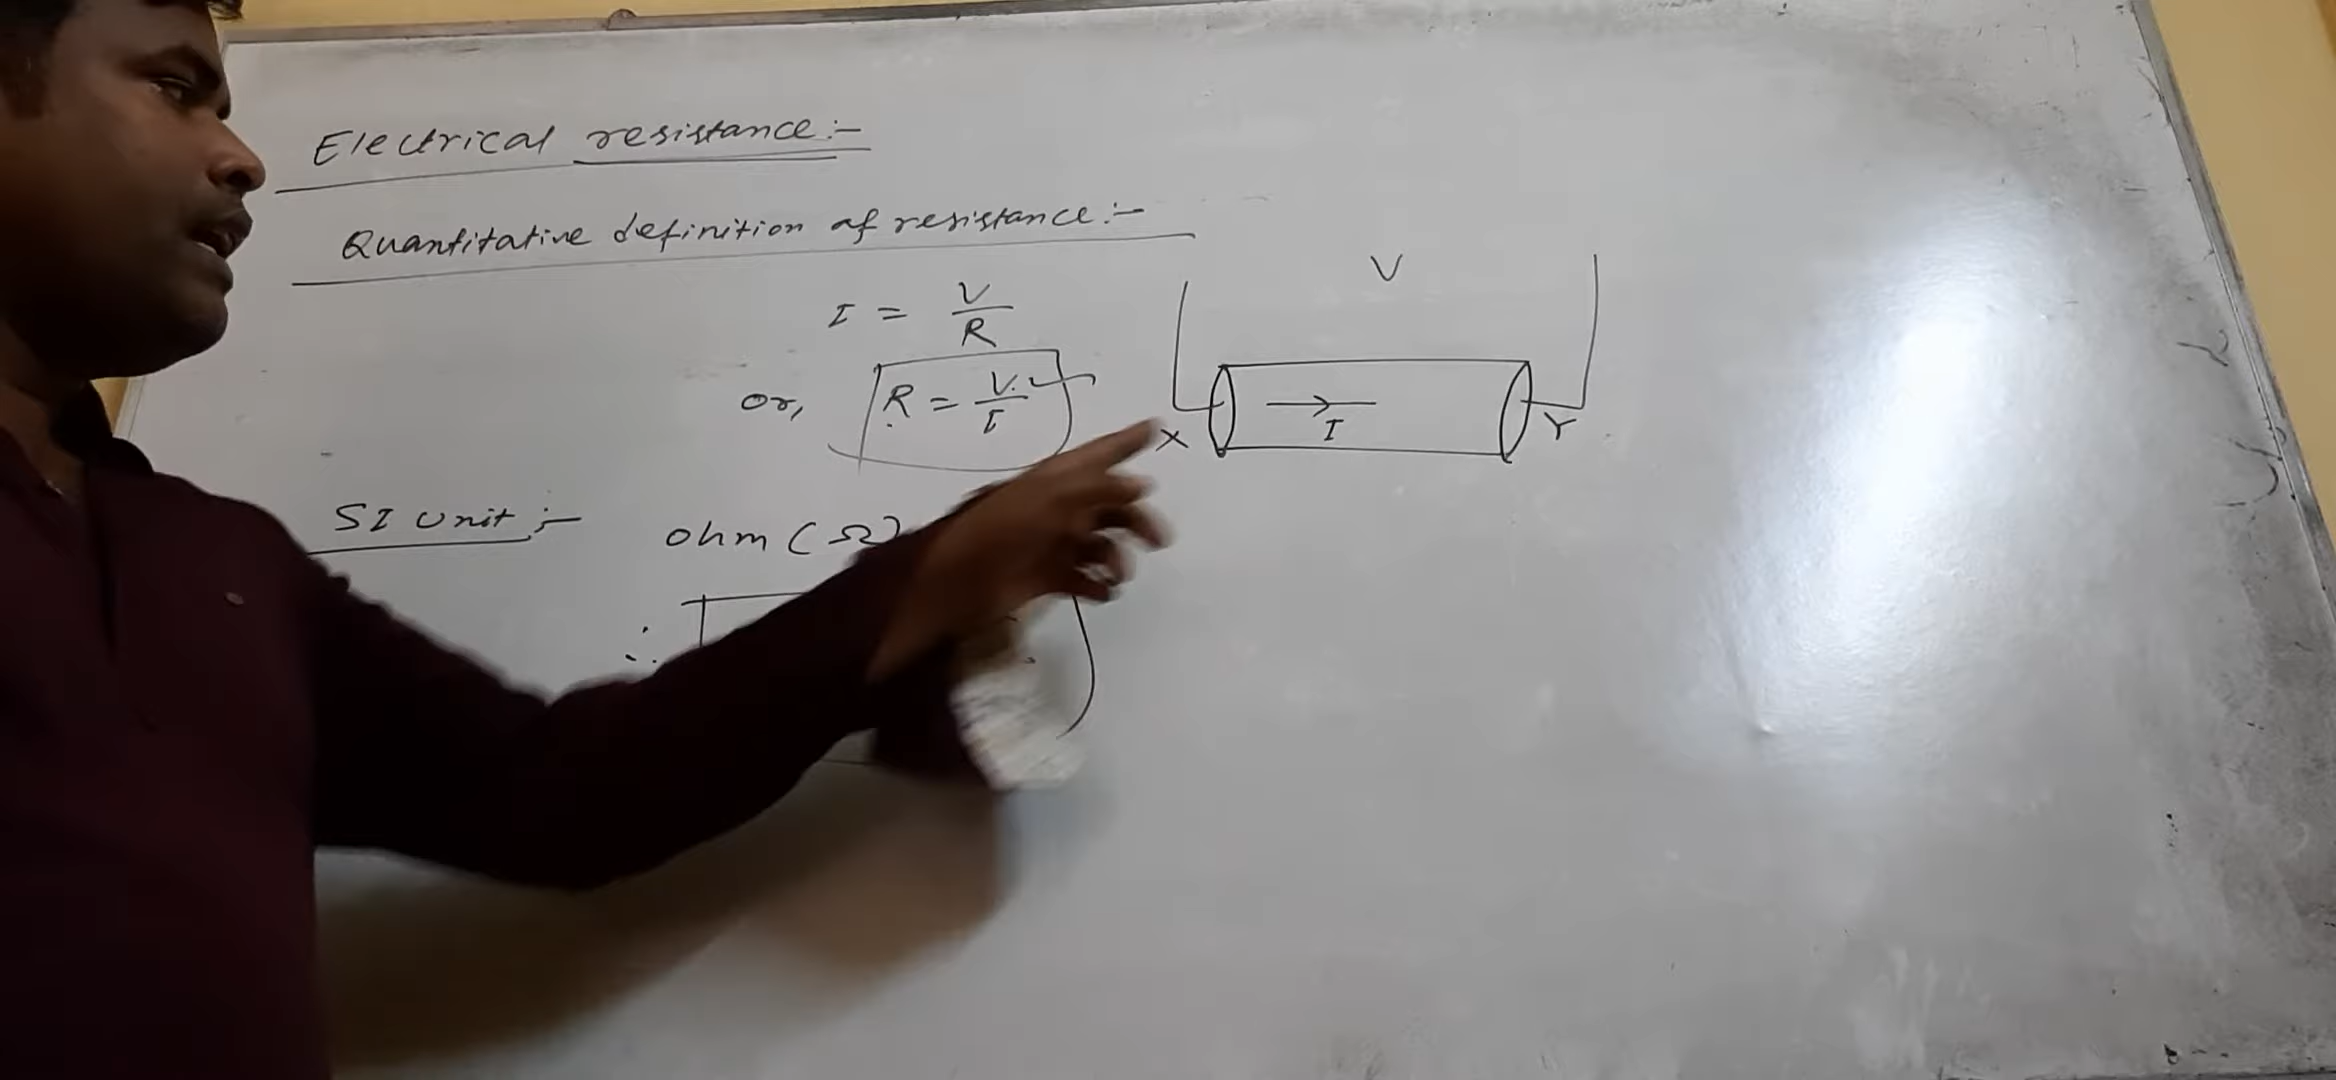 Electrical resistance:-
Quantitative definition of resistance:-
I = V/R
or, R = V/I
V
X
I
Y
SI Unit:-
ohm (Ω)
∴